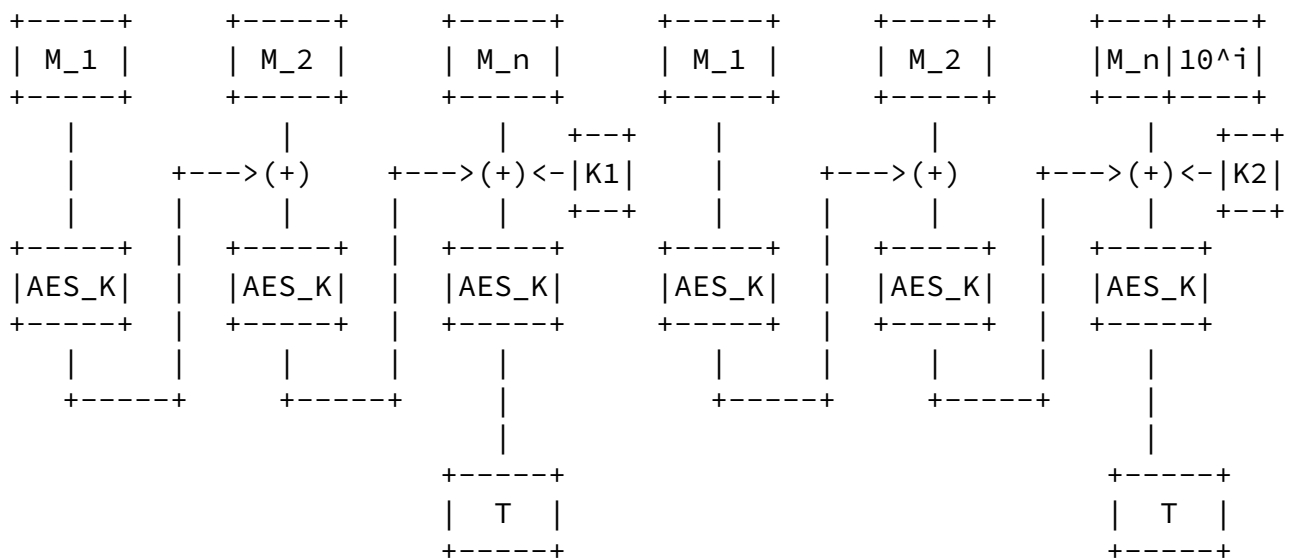 M_1 M_2 M_n M_1 M_2 M_n 10^i
(+) (+) K1 (+) (+) K2
AES_K AES_K AES_K AES_K AES_K AES_K
T T